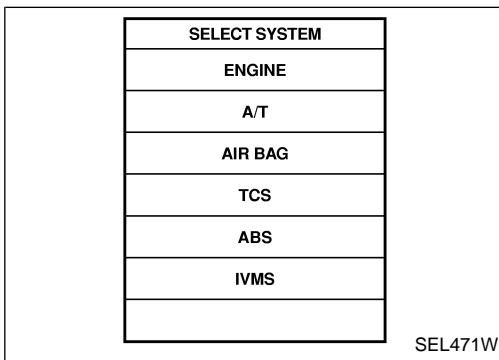 SELECT SYSTEM
ENGINE
A/T
AIR BAG
TCS
ABS
IVMS
SEL471W